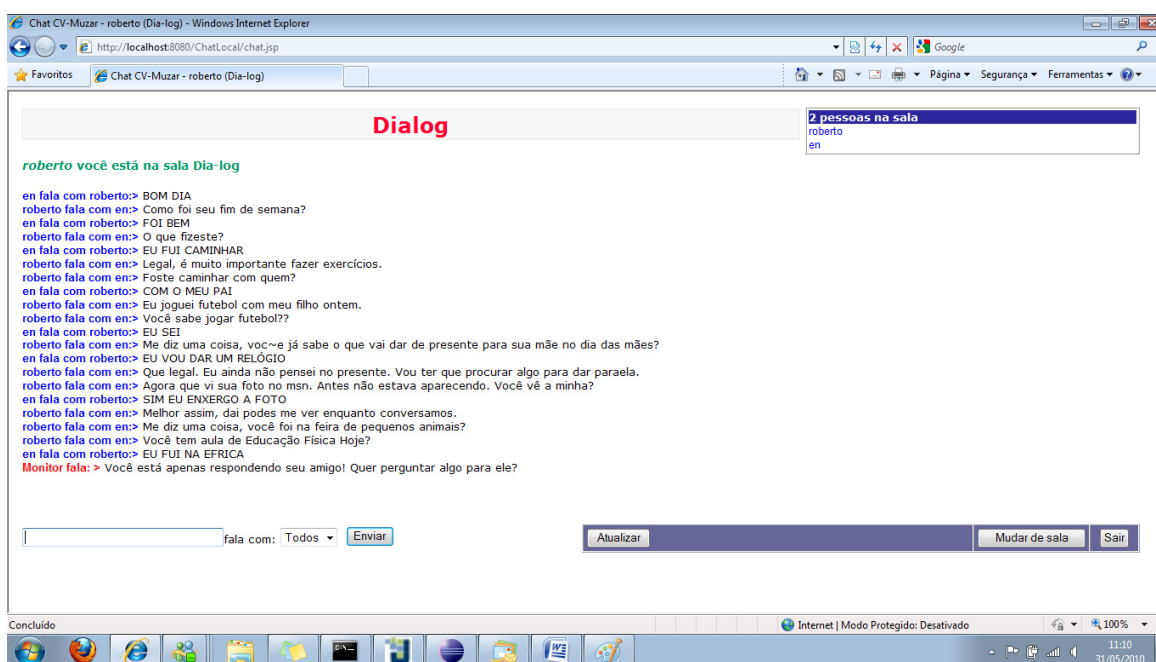 Chat CV-Muzar - roberto (Dia-log) - Windows Internet Explorer
http://localhost:8080/ChatLocal/chat.jsp
Google
Favoritos
Chat CV-Muzar - roberto (Dia-log)
Página
Segurança
Ferramentas
Dialog
2 pessoas na sala
roberto
en
roberto você está na sala Dia-log
en fala com roberto:> BOM DIA
roberto fala com en:> Como foi seu fim de semana?
en fala com roberto:> FOI BEM
roberto fala com en:> O que fizeste?
en fala com roberto:> EU FUI CAMINHAR
roberto fala com en:> Legal, é muito importante fazer exercícios.
roberto fala com en:> Foste caminhar com quem?
en fala com roberto:> COM O MEU PAI
roberto fala com en:> Eu joguei futebol com meu filho ontem.
roberto fala com en:> Você sabe jogar futebol??
en fala com roberto:> EU SEI
roberto fala com en:> Me diz uma coisa, voc~e já sabe o que vai dar de presente para sua mãe no dia das mães?
en fala com roberto:> EU VOU DAR UM RELÓGIO
roberto fala com en:> Que legal. Eu ainda não pensei no presente. Vou ter que procurar algo para dar paraela.
roberto fala com en:> Agora que vi sua foto no msn. Antes não estava aparecendo. Você vê a minha?
en fala com roberto:> SIM EU ENXERGO A FOTO
roberto fala com en:> Melhor assim, dai podes me ver enquanto conversamos.
roberto fala com en:> Me diz uma coisa, você foi na feira de pequenos animais?
roberto fala com en:> Você tem aula de Educação Física Hoje?
en fala com roberto:> EU FUI NA EFRICA
Monitor fala: > Você está apenas respondendo seu amigo! Quer perguntar algo para ele?
fala com: Todos Enviar
Atualizar
Mudar de sala
Sair
Concluído
Internet | Modo Protegido: Desativado
100%
11:10
31/05/2010